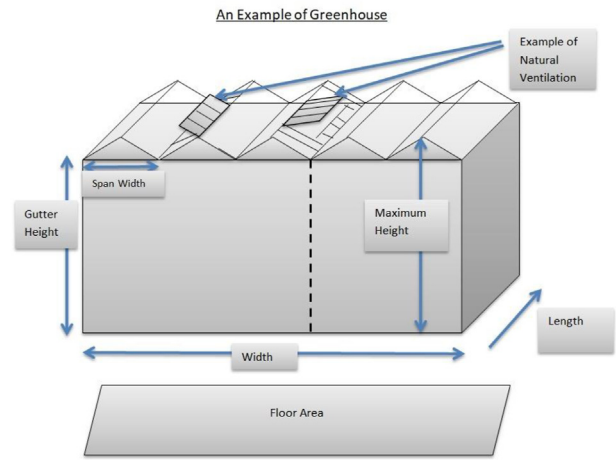 An Example of Greenhouse
Example of
Natural
Ventilation
Span Width
Gutter
Height
Maximum
Height
Length
Width
Floor Area